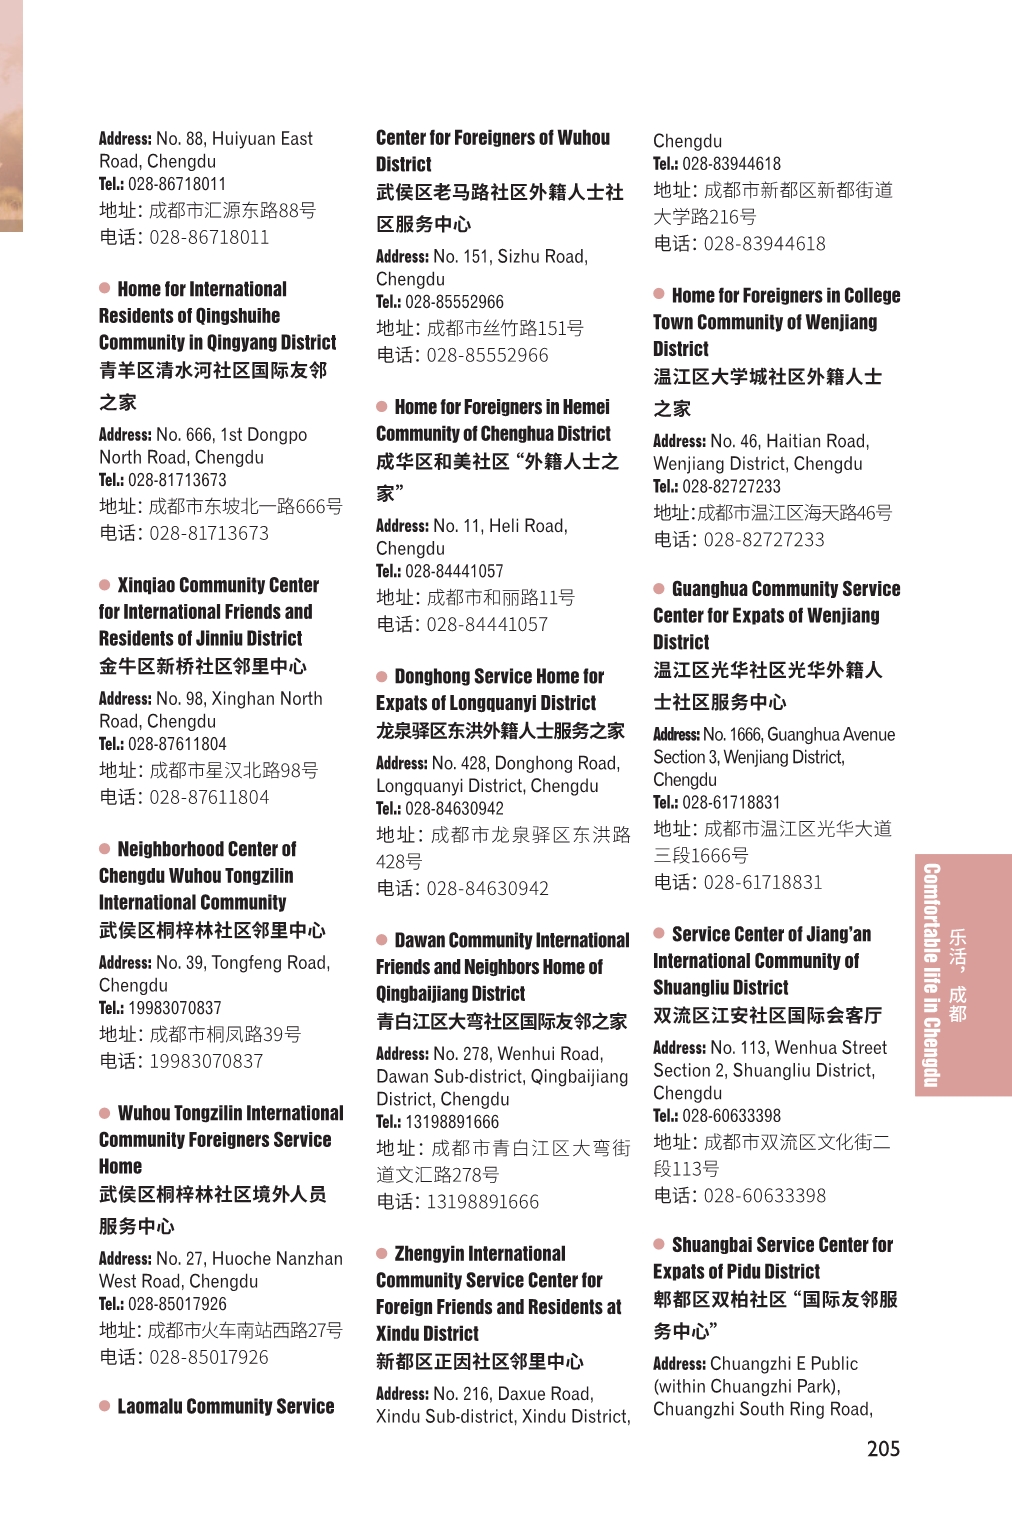 Address: No. 88, Huiyuan East
Road, Chengdu
Tel.: 028-86718011
地址：成都市汇源东路88号
电话：028-86718011
Home for International
Residents of Qingshuihe
Community in Qingyang District
青羊区清水河社区国际友邻
之家
Address: No. 666, 1st Dongpo
North Road, Chengdu
Tel.: 028-81713673
地址：成都市东坡北一路666号
电话：028-81713673
Xinqiao Community Center
for International Friends and
Residents of Jinniu District
金牛区新桥社区邻里中心
Address: No. 98, Xinghan North
Road, Chengdu
Tel.: 028-87611804
地址：成都市星汉北路98号
电话：028-87611804
Neighborhood Center of
Chengdu Wuhou Tongzilin
International Community
武侯区桐梓林社区邻里中心
Address: No. 39, Tongfeng Road,
Chengdu
Tel.: 19983070837
地址：成都市桐凤路39号
电话：19983070837
Wuhou Tongzilin International
Community Foreigners Service
Home
武侯区桐梓林社区境外人员
服务中心
Address: No. 27, Huoche Nanzhan
West Road, Chengdu
Tel.: 028-85017926
地址：成都市火车南站西路27号
电话：028-85017926
Laomalu Community Service
Center for Foreigners of Wuhou
District
武侯区老马路社区外籍人士社
区服务中心
Address: No. 151, Sizhu Road,
Chengdu
Tel.: 028-85552966
地址：成都市丝竹路151号
电话：028-85552966
Home for Foreigners in Hemei
Community of Chenghua District
成华区和美社区“外籍人士之
家”
Address: No. 11, Heli Road,
Chengdu
Tel.: 028-84441057
地址：成都市和丽路11号
电话：028-84441057
Donghong Service Home for
Expats of Longquanyi District
龙泉驿区东洪外籍人士服务之家
Address: No. 428, Donghong Road,
Longquanyi District, Chengdu
Tel.: 028-84630942
地址：成都市龙泉驿区东洪路
428号
电话：028-84630942
Dawan Community International
Friends and Neighbors Home of
Qingbaijiang District
青白江区大弯社区国际友邻之家
Address: No. 278, Wenhui Road,
Dawan Sub-district, Qingbaijiang
District, Chengdu
Tel.: 13198891666
地址：成都市青白江区大弯街
道文汇路278号
电话：13198891666
Zhengyin International
Community Service Center for
Foreign Friends and Residents at
Xindu District
新都区正因社区邻里中心
Address: No. 216, Daxue Road,
Xindu Sub-district, Xindu District,
Chengdu
Tel.: 028-83944618
地址：成都市新都区新都街道
大学路216号
电话：028-83944618
Home for Foreigners in College
Town Community of Wenjiang
District
温江区大学城社区外籍人士
之家
Address: No. 46, Haitian Road,
Wenjiang District, Chengdu
Tel.: 028-82727233
地址：成都市温江区海天路46号
电话：028-82727233
Guanghua Community Service
Center for Expats of Wenjiang
District
温江区光华社区光华外籍人
士社区服务中心
Address: No. 1666, Guanghua Avenue
Section 3, Wenjiang District,
Chengdu
Tel.: 028-61718831
地址：成都市温江区光华大道
三段1666号
电话：028-61718831
Service Center of Jiang’an
International Community of
Shuangliu District
双流区江安社区国际会客厅
Address: No. 113, Wenhua Street
Section 2, Shuangliu District,
Chengdu
Tel.: 028-60633398
地址：成都市双流区文化街二
段113号
电话：028-60633398
Shuangbai Service Center for
Expats of Pidu District
郫都区双柏社区“国际友邻服
务中心”
Address: Chuangzhi E Public
(within Chuangzhi Park),
Chuangzhi South Ring Road,
乐活，成都
Comfortable life in Chengdu
205